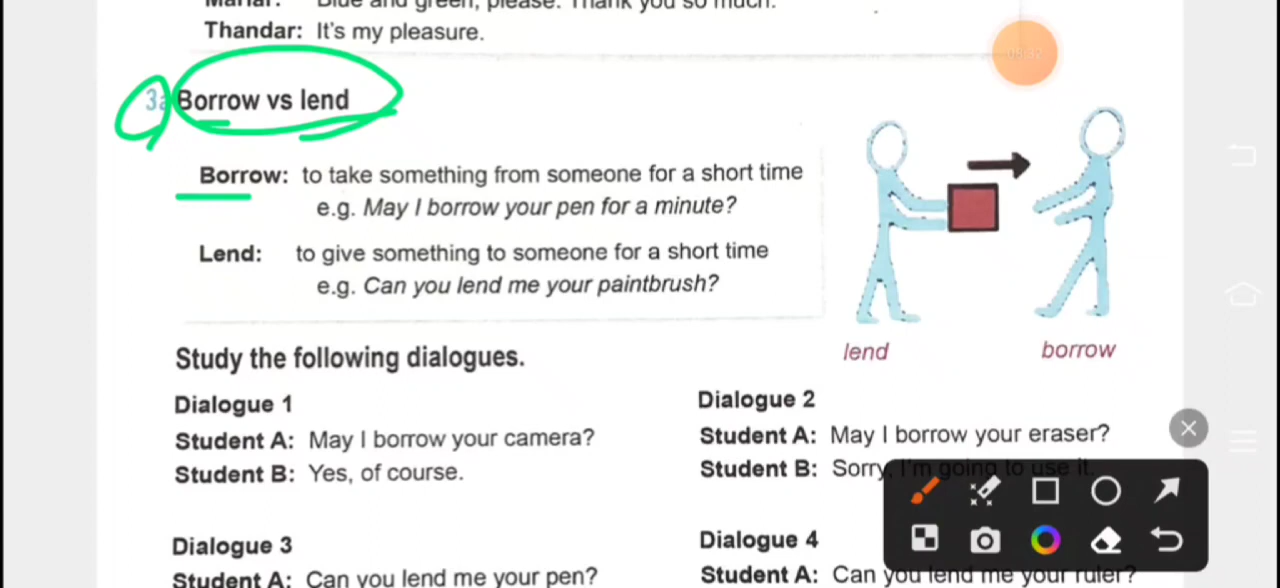 Thandar: It's my pleasure.
Borrow vs lend
Borrow: to take something from someone for a short time
e.g. May I borrow your pen for a minute?
Lend: to give something to someone for a short time
e.g. Can you lend me your paintbrush?
lend borrow
Study the following dialogues.
Dialogue 1
Student A: May I borrow your camera?
Student B: Yes, of course.
Dialogue 2
Student A: May I borrow your eraser?
Student B: Sorry, I'm going to use it.
Dialogue 3
Student A: Can you lend me your pen?
Dialogue 4
Student A: Can you lend me your ruler?